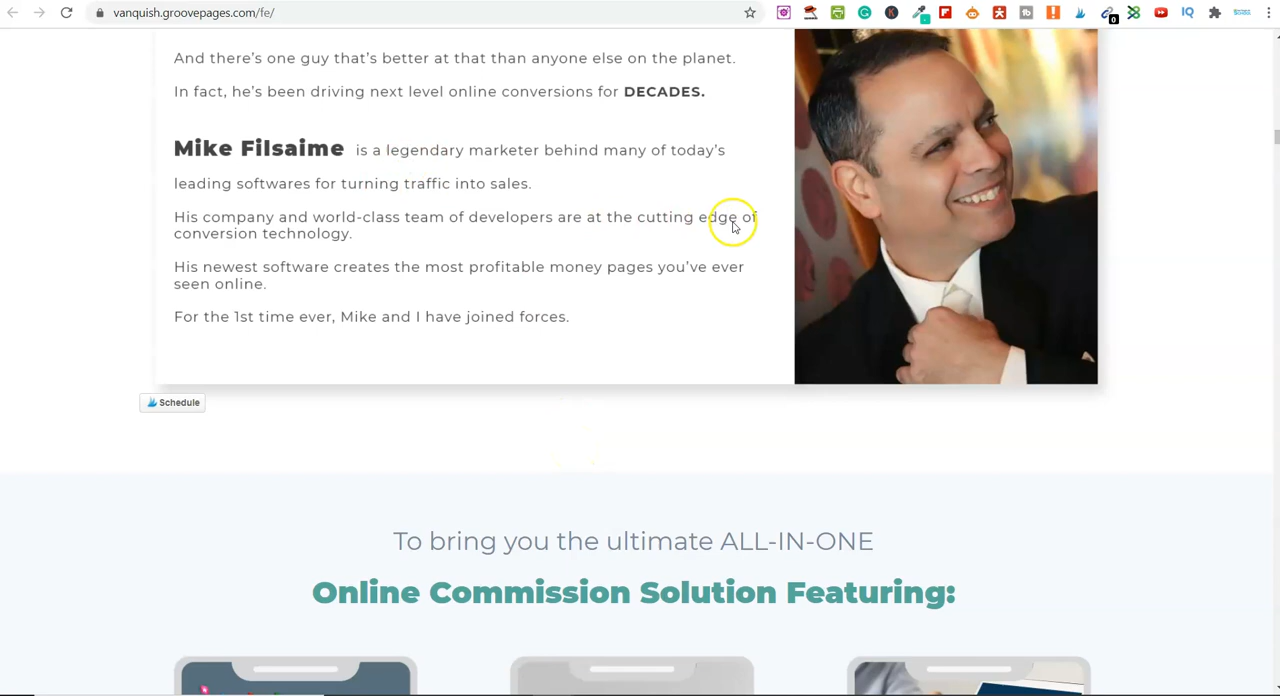 vanquish.groovepages.com/fe/
And there's one guy that's better at that than anyone else on the planet.
In fact, he's been driving next level online conversions for DECADES.
Mike Filsaime is a legendary marketer behind many of today's
leading softwares for turning traffic into sales.
His company and world-class team of developers are at the cutting edge of
conversion technology.
His newest software creates the most profitable money pages you've ever
seen online.
For the 1st time ever, Mike and I have joined forces.
Schedule
To bring you the ultimate ALL-IN-ONE
Online Commission Solution Featuring: